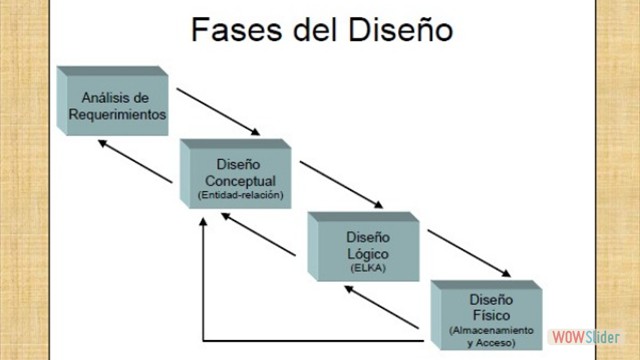 Fases del Diseño
Análisis de
Requerimientos
Diseño
Conceptual
(Entidad-relación)
Diseño
Lógico
(ELKA)
Diseño
Físico
(Almacenamiento
y Acceso)
WOWSlider